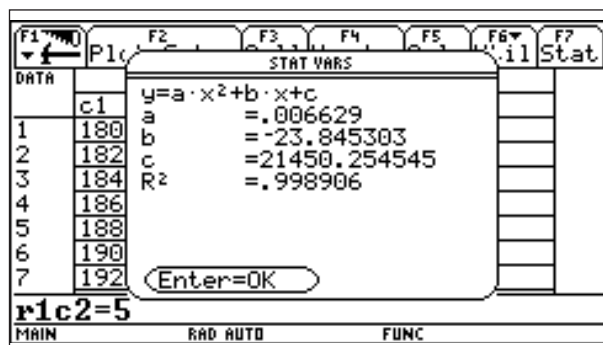 F1 F2 F3 F4 F5 F6 F7
Stat
STAT VARS
DATA
y=a·x²+b·x+c
c1
a =.006629
1 180
b =⁻23.845303
2 182
c =21450.254545
3 184
R² =.998906
4 186
5 188
6 190
7 192
Enter=OK
r1c2=5
MAIN RAD AUTO FUNC